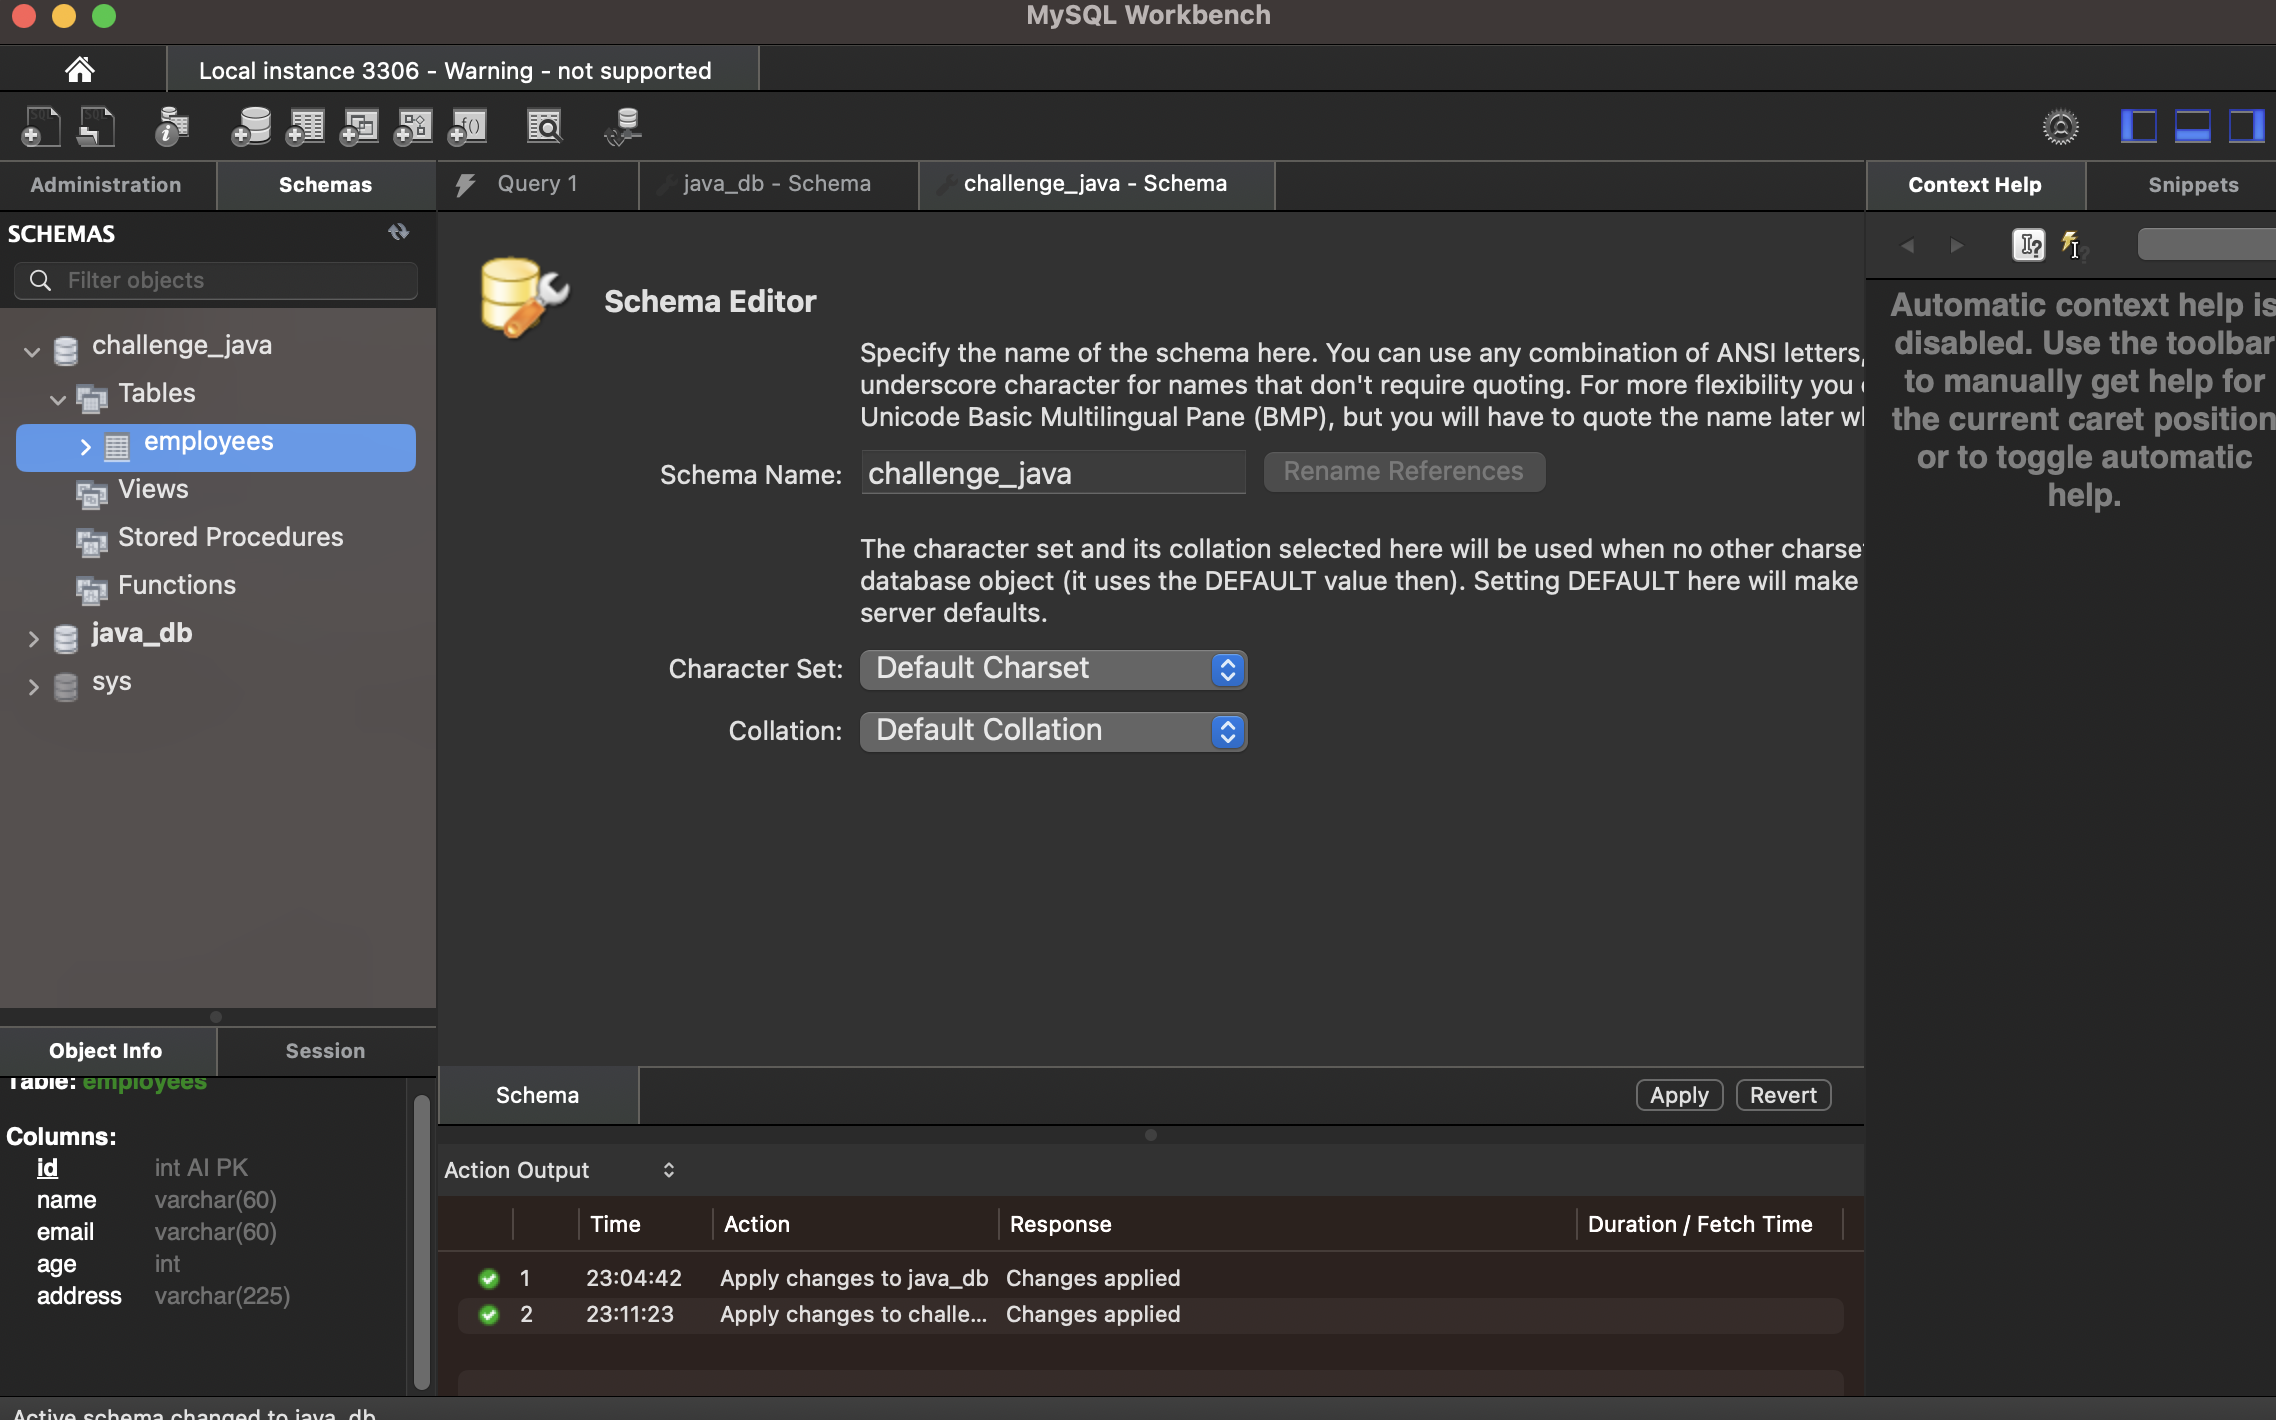 MySQL Workbench
Local instance 3306 - Warning - not supported
Administration
Schemas
Query 1
java_db - Schema
challenge_java - Schema
Context Help
Snippets
SCHEMAS
Filter objects
challenge_java
Tables
employees
Views
Stored Procedures
Functions
java_db
sys
Schema Editor
Specify the name of the schema here. You can use any combination of ANSI letters,
underscore character for names that don't require quoting. For more flexibility you
Unicode Basic Multilingual Pane (BMP), but you will have to quote the name later
Schema Name:
challenge_java
Rename References
The character set and its collation selected here will be used when no other
database object (it uses the DEFAULT value then). Setting DEFAULT here will make
server defaults.
Character Set:
Default Charset
Collation:
Default Collation
Automatic context help is
disabled. Use the toolbar
to manually get help for
the current caret position
or to toggle automatic
help.
Object Info
Session
Table: employees
Columns:
id int AI PK
name varchar(60)
email varchar(60)
age int
address varchar(225)
Schema
Apply
Revert
Action Output
Time
Action
Response
Duration / Fetch Time
1 23:04:42 Apply changes to java_db Changes applied
2 23:11:23 Apply changes to challe... Changes applied
Active schema changed to java_db